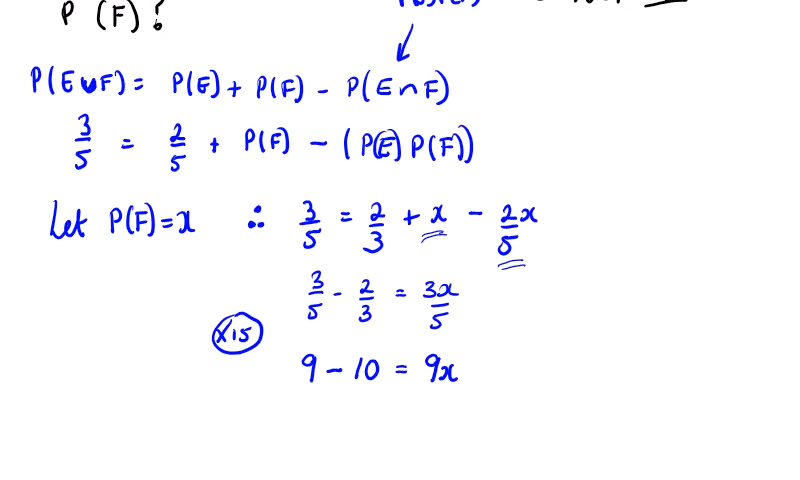 P (F)?
P(E∪F) = P(E) + P(F) - P(E∩F)
3/5 = 2/5 + P(F) - (P(E) P(F))
Let P(F)=x ∴ 3/5 = 2/3 + x - 2x/5
3/5 - 2/3 = 3x/5
×15
9 - 10 = 9x